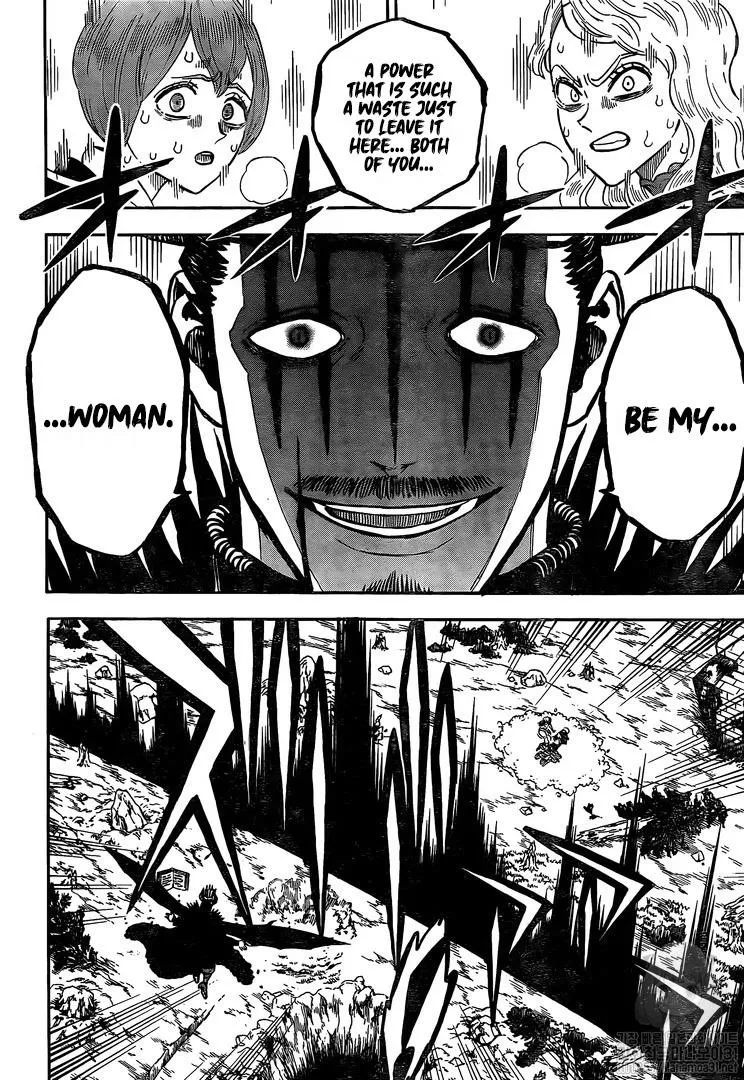 A POWER
THAT IS SUCH
A WASTE JUST
TO LEAVE IT
HERE... BOTH
OF YOU...
BE MY...
...WOMAN.